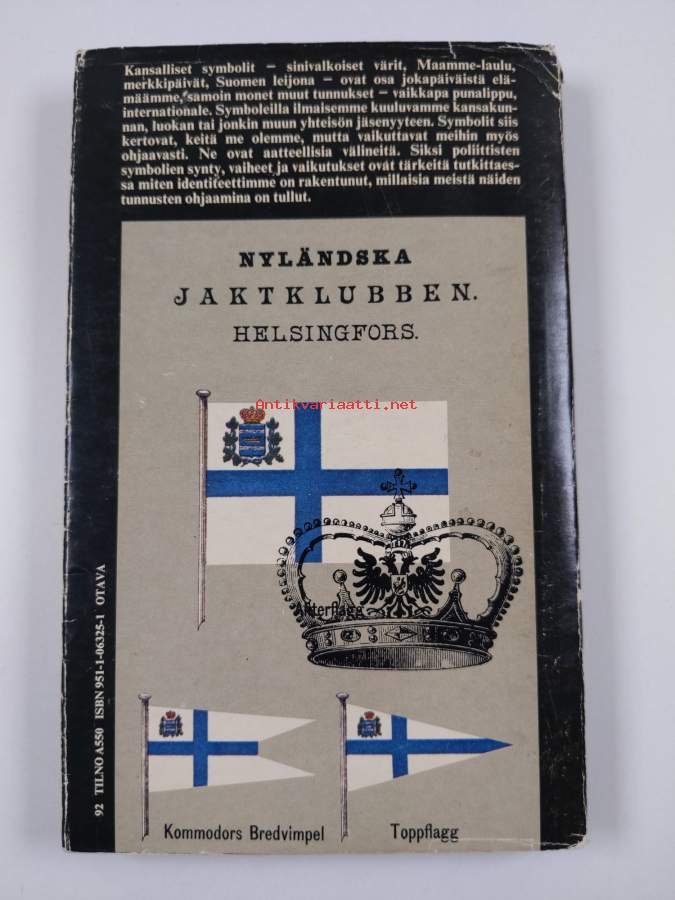 Kansalliset symbolit – sinivalkoiset värit, Maamme-laulu,
merkkipäivät, Suomen leijona – ovat osa jokapäiväistä elä-
määmme, samoin monet muut tunnukset – vaikkapa punalippu,
internationale. Symboleilla ilmaisemme kuuluvamme kansakun-
nan, luokan tai jonkin muun yhteisön jäsenyyteen. Symbolit siis
kertovat, keitä me olemme, mutta vaikuttavat meihin myös
ohjaavasti. Ne ovat aatteellisia välineitä. Siksi poliittisten
symbolien synty, vaiheet ja vaikutukset ovat tärkeitä tutkittaes-
sa miten identiteettimme on rakentunut, millaisia meistä näiden
tunnusten ohjaamina on tullut.
NYLÄNDSKA
JAKTKLUBBEN.
HELSINGFORS.
Antikvariaatti.net
Akterflagg
Kommodors Bredvimpel
Toppflagg
92 TILNO A550 ISBN 951-1-06325-1 OTAVA